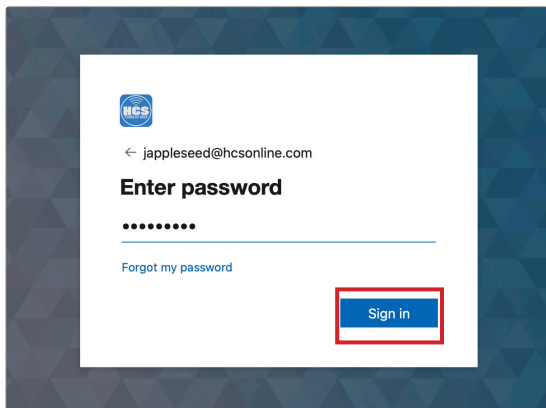 HCS
← jappleseed@hcsonline.com
Enter password
•••••••••
Forgot my password
Sign in